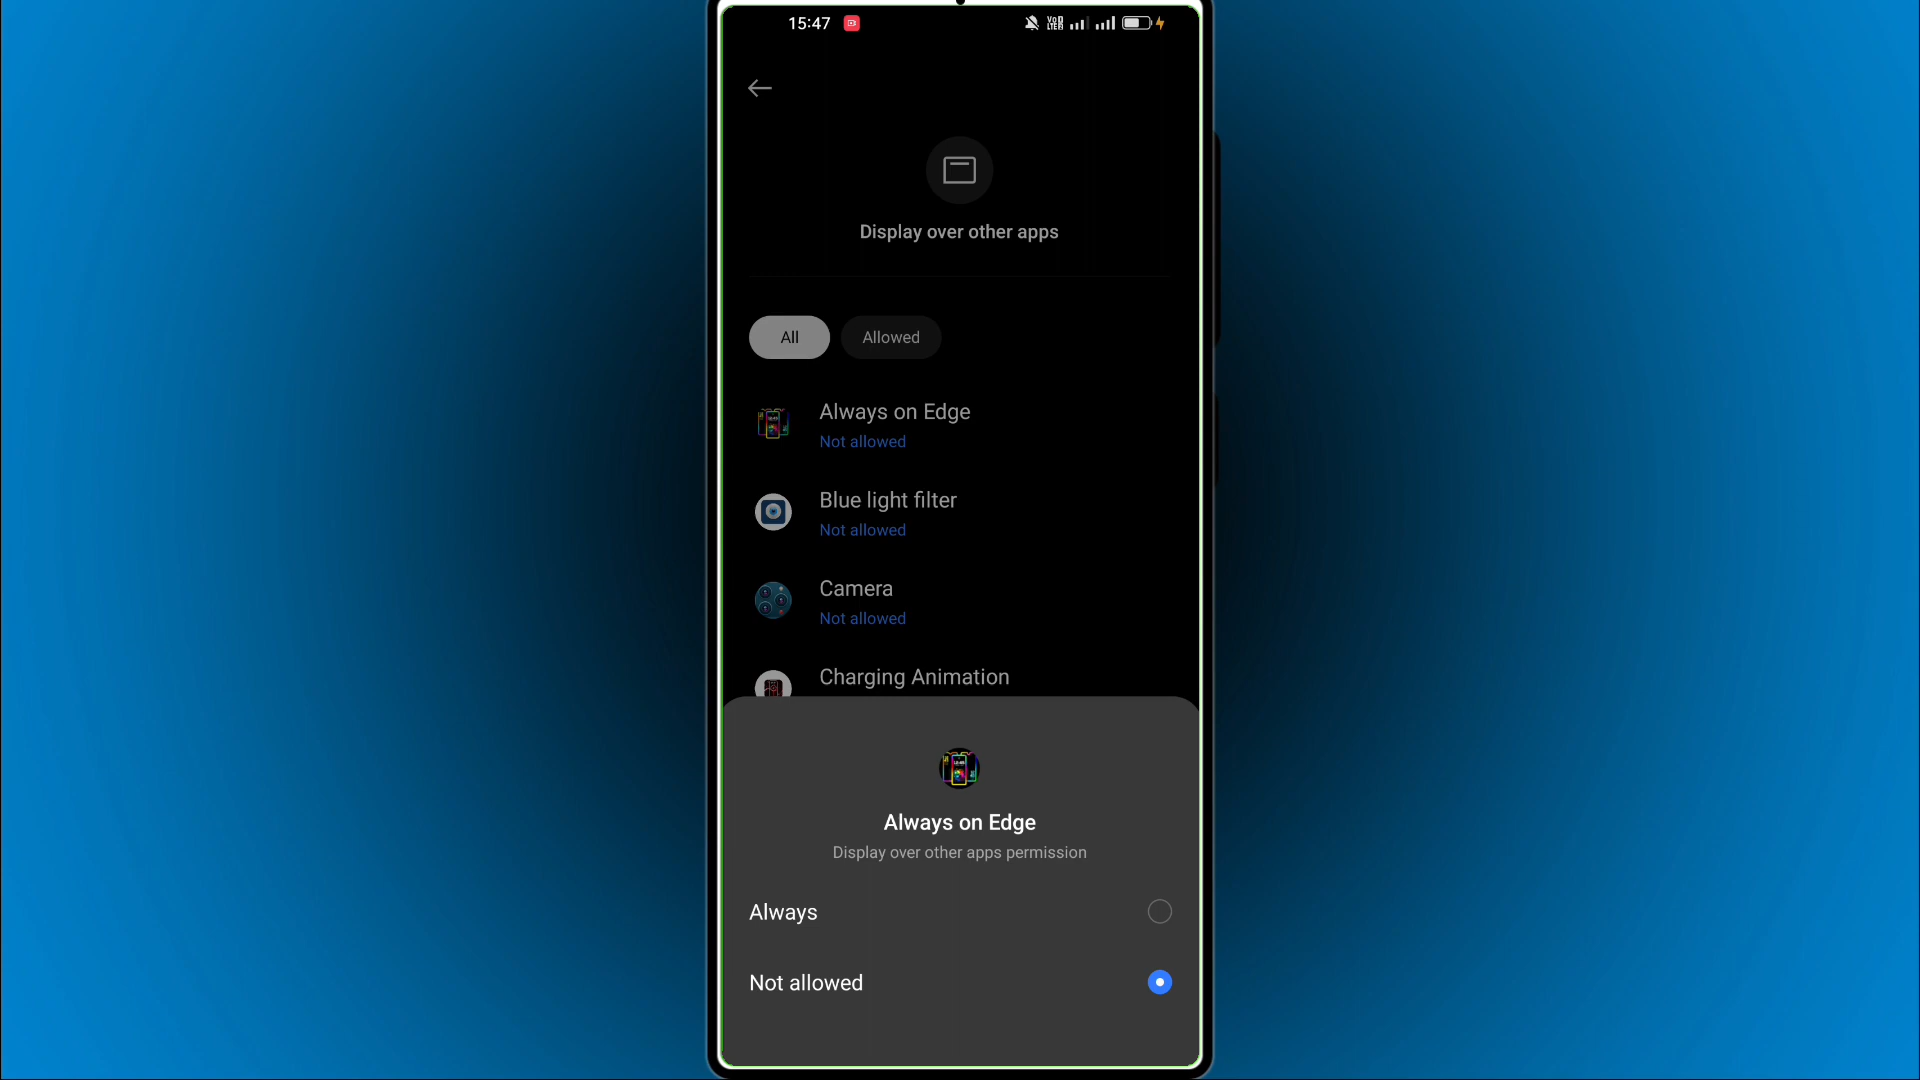 15:47
Display over other apps
All
Allowed
Always on Edge
Not allowed
Blue light filter
Not allowed
Camera
Not allowed
Charging Animation
Always on Edge
Display over other apps permission
Always
Not allowed